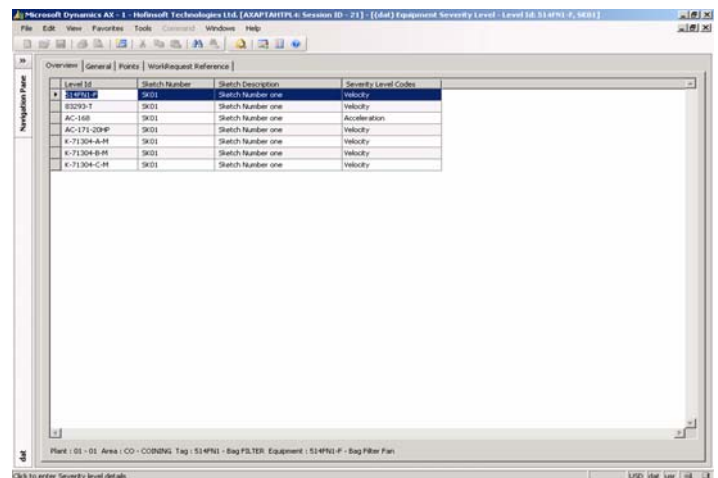 Microsoft Dynamics AX - 1 - Hofinsoft Technologies Ltd. [AXAPTAHTPL4: Session ID - 21] - [(dat) Equipment Severity Level - Level Id: 514FN1-F, SK01]
File Edit View Favorites Tools Command Windows Help
Navigation Pane
Overview General Points WorkRequest Reference
Level Id Sketch Number Sketch Description Severity Level Codes
514FN1-F SK01 Sketch Number one Velocity
83293-T SK01 Sketch Number one Velocity
AC-168 SK01 Sketch Number one Acceleration
AC-171-20HP SK01 Sketch Number one Velocity
K-71304-A-M SK01 Sketch Number one Velocity
K-71304-B-M SK01 Sketch Number one Velocity
K-71304-C-M SK01 Sketch Number one Velocity
dat
Plant : 01 - 01 Area : CO - COINING Tag : 514FN1 - Bag FILTER Equipment : 514FN1-F - Bag Filter Fan
Click to enter Severity level details.
USD dat usr